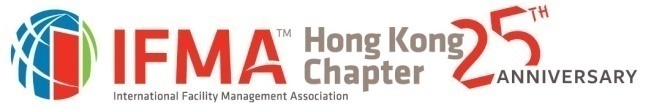 IFMA™ Hong Kong
Chapter
25TH
ANNIVERSARY
International Facility Management Association